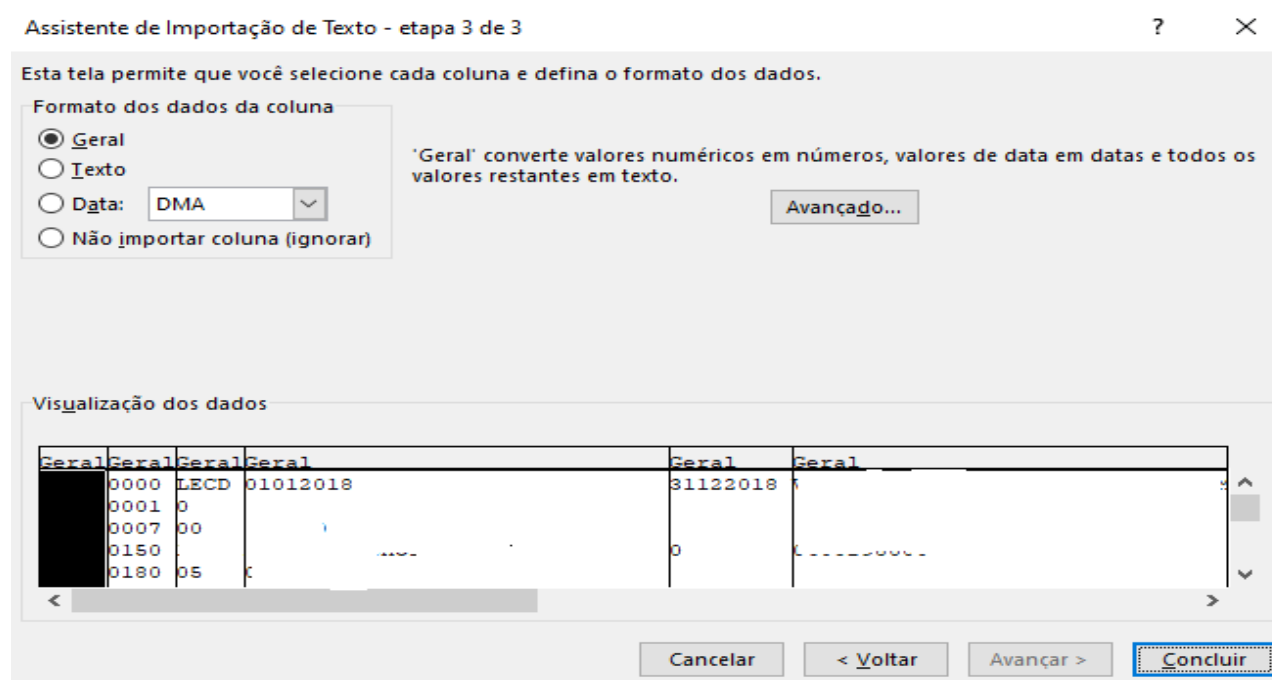 Assistente de Importação de Texto - etapa 3 de 3
Esta tela permite que você selecione cada coluna e defina o formato dos dados.
Formato dos dados da coluna
Geral
Texto
Data: DMA
Não importar coluna (ignorar)
'Geral' converte valores numéricos em números, valores de data em datas e todos os
valores restantes em texto.
Avançado...
Visualização dos dados
Geral Geral Geral Geral Geral Geral
0000 LECD 01012018 31122018
0001 0
0007 00
0150 0
0180 05
Cancelar < Voltar Avançar > Concluir